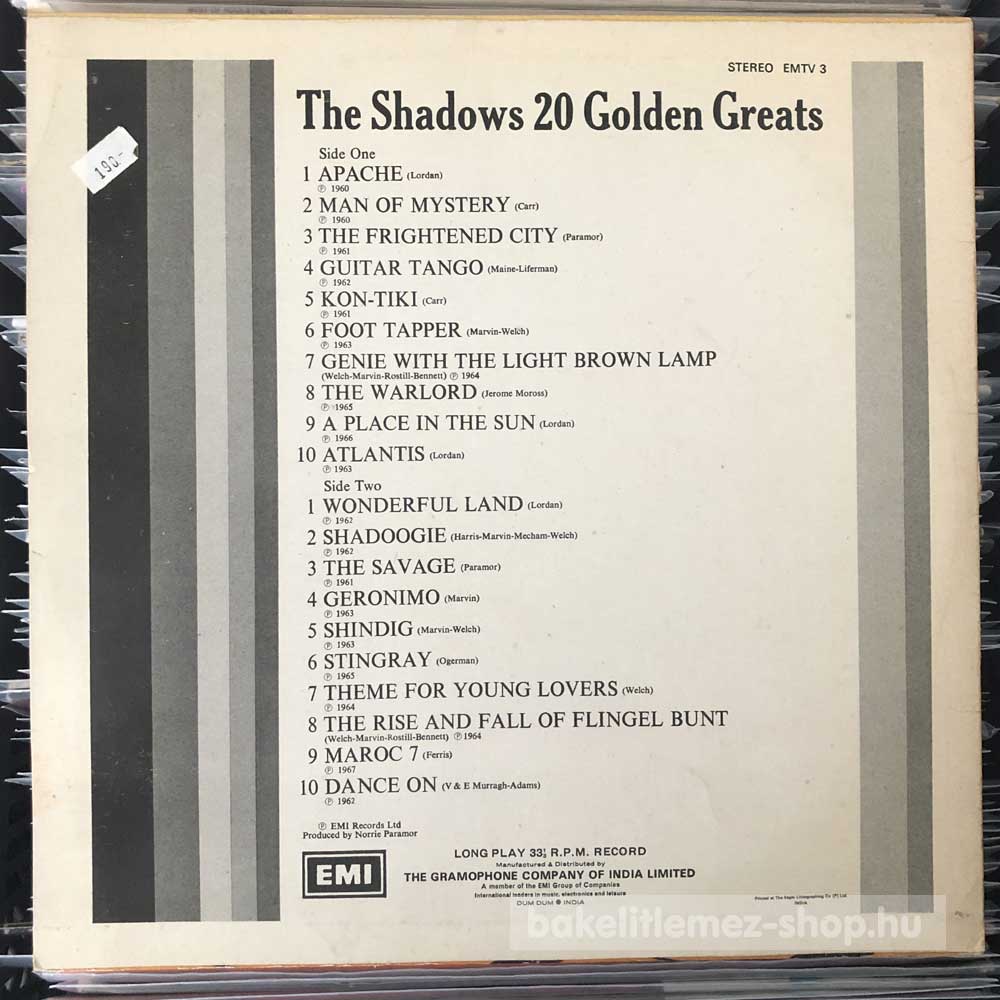 STEREO EMTV 3
The Shadows 20 Golden Greats
190.-
Side One
1 APACHE (Lordan)
℗ 1960
2 MAN OF MYSTERY (Carr)
℗ 1960
3 THE FRIGHTENED CITY (Paramor)
℗ 1961
4 GUITAR TANGO (Maine-Liferman)
℗ 1962
5 KON-TIKI (Carr)
℗ 1961
6 FOOT TAPPER (Marvin-Welch)
℗ 1963
7 GENIE WITH THE LIGHT BROWN LAMP
(Welch-Marvin-Rostill-Bennett) ℗ 1964
8 THE WARLORD (Jerome Moross)
℗ 1965
9 A PLACE IN THE SUN (Lordan)
℗ 1966
10 ATLANTIS (Lordan)
℗ 1963
Side Two
1 WONDERFUL LAND (Lordan)
℗ 1962
2 SHADOOGIE (Harris-Marvin-Mecham-Welch)
℗ 1962
3 THE SAVAGE (Paramor)
℗ 1961
4 GERONIMO (Marvin)
℗ 1963
5 SHINDIG (Marvin-Welch)
℗ 1963
6 STINGRAY (Ogerman)
℗ 1965
7 THEME FOR YOUNG LOVERS (Welch)
℗ 1964
8 THE RISE AND FALL OF FLINGEL BUNT
(Welch-Marvin-Rostill-Bennett) ℗ 1964
9 MAROC 7 (Ferris)
℗ 1967
10 DANCE ON (V & E Murragh-Adams)
℗ 1962
℗ EMI Records Ltd
Produced by Norrie Paramor
EMI
LONG PLAY 33⅓ R.P.M. RECORD
Manufactured & Distributed by
THE GRAMOPHONE COMPANY OF INDIA LIMITED
A member of the EMI Group of Companies
International leaders in music, electronics and leisure
DUM DUM ● INDIA
Printed at The Eagle Lithographing Co (P) Ltd
INDIA
bakelitlemez-shop.hu